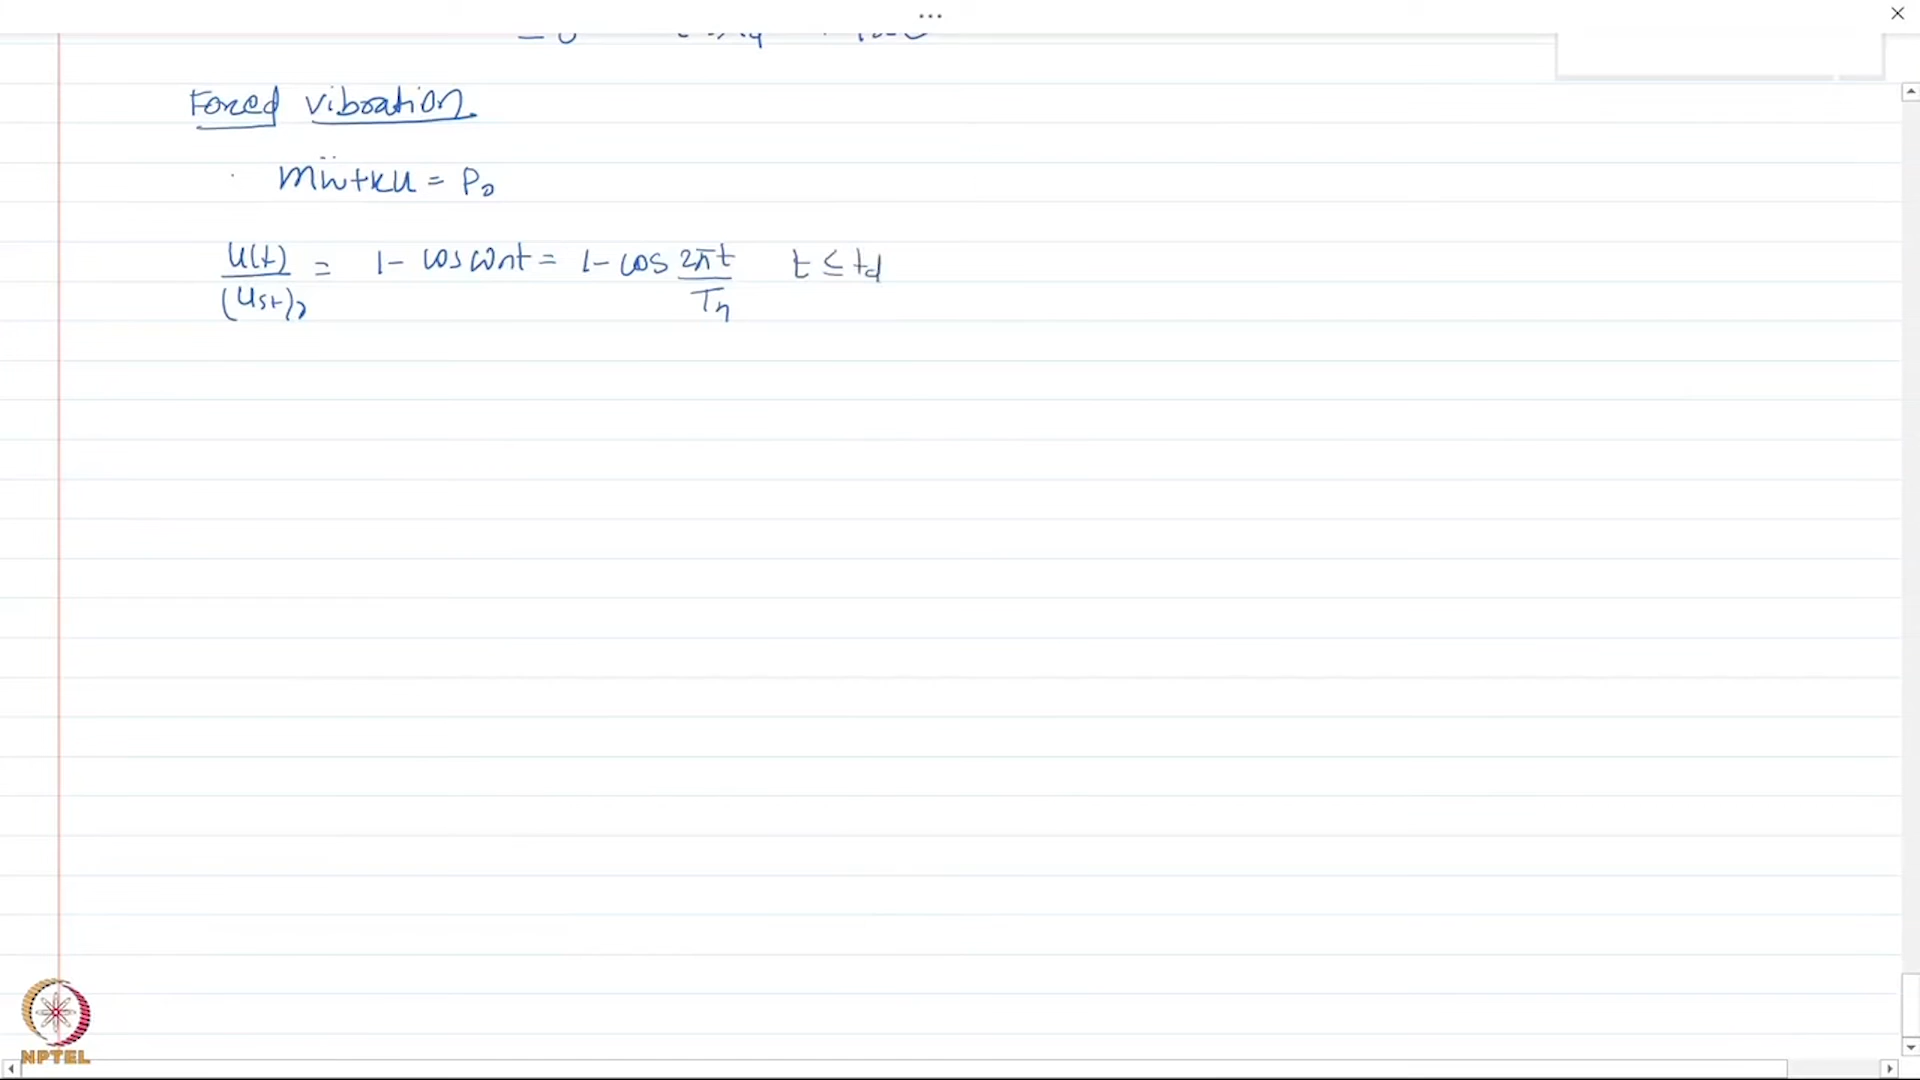 Forced vibration
mü+ku = P₀
u(t)/(ust)₀ = 1- cos ωnt = 1- cos 2πt/Tn t ≤ td
NPTEL